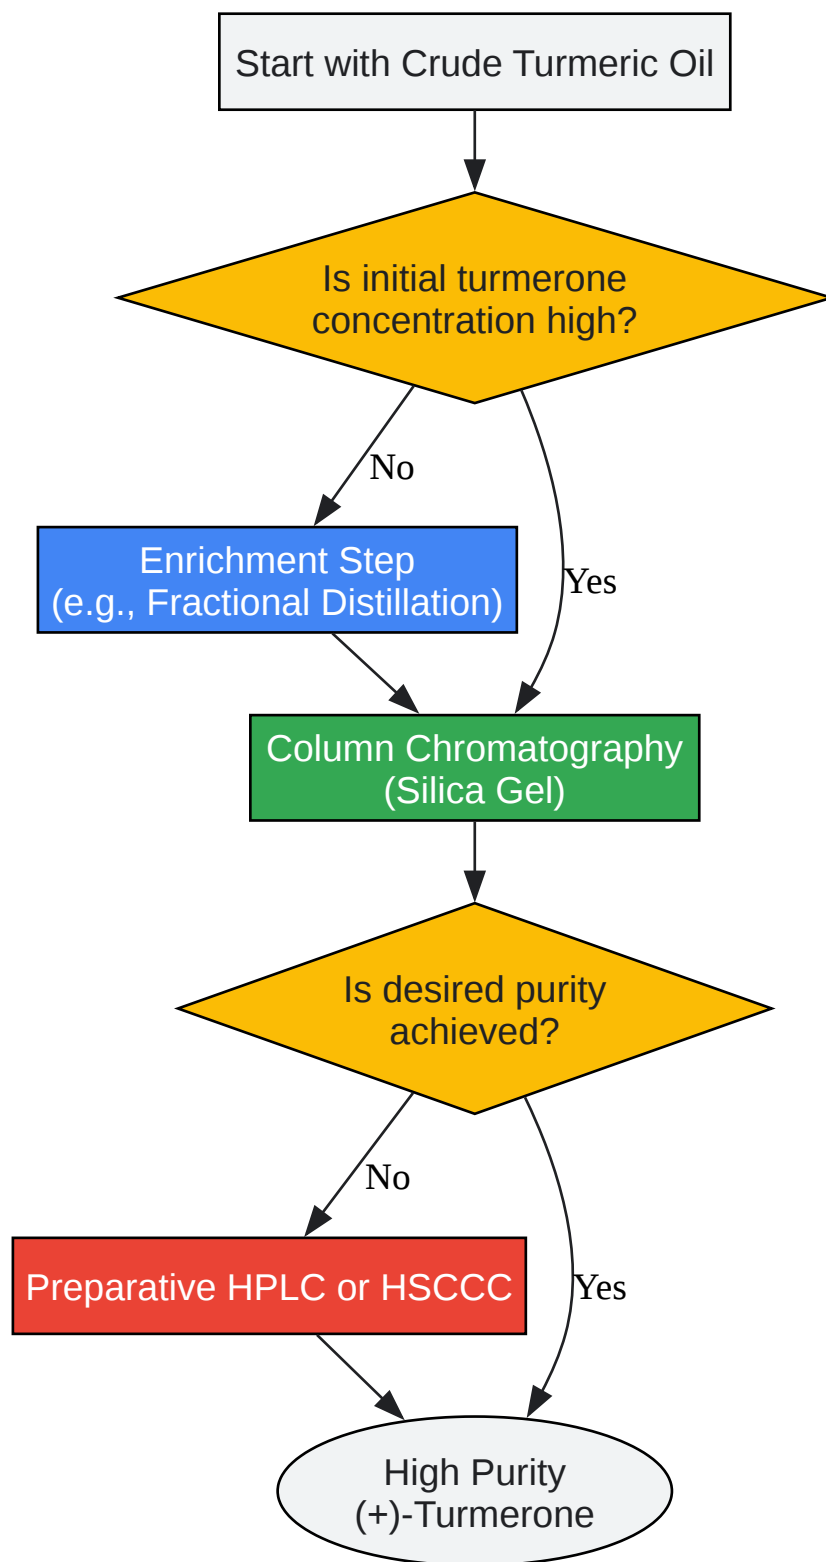 Start with Crude Turmeric Oil
Is initial turmerone
concentration high?
No
Enrichment Step
(e.g., Fractional Distillation)
Yes
Column Chromatography
(Silica Gel)
Is desired purity
achieved?
No
Preparative HPLC or HSCCC
Yes
High Purity
(+)-Turmerone